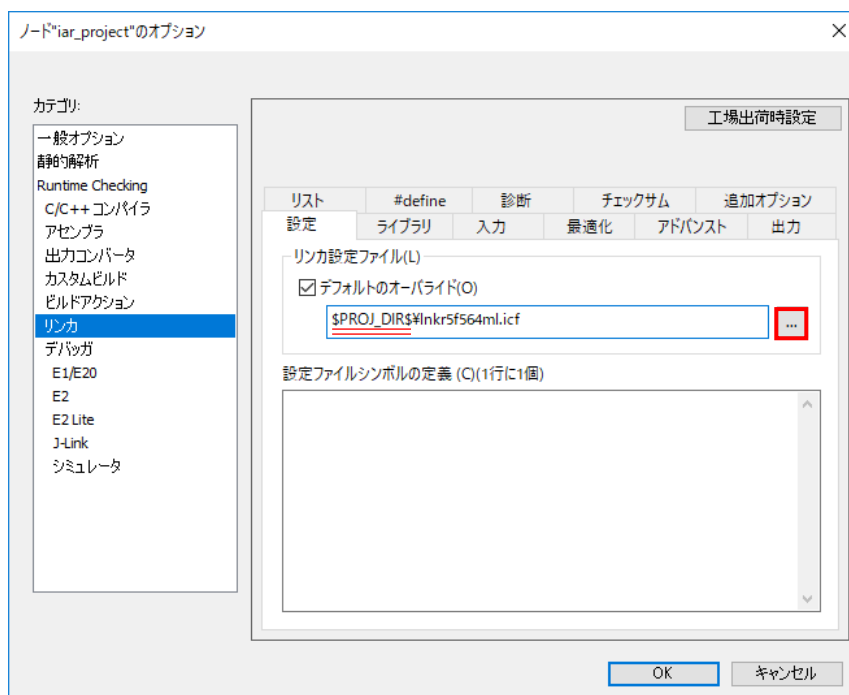 ノード"iar_project"のオプション
カテゴリ:
一般オプション
静的解析
Runtime Checking
C/C++ コンパイラ
アセンブラ
出力コンバータ
カスタムビルド
ビルドアクション
リンカ
デバッガ
E1/E20
E2
E2 Lite
J-Link
シミュレータ
工場出荷時設定
リスト #define 診断 チェックサム 追加オプション
設定 ライブラリ 入力 最適化 アドバンスト 出力
リンカ設定ファイル(L)
デフォルトのオーバライド(O)
$PROJ_DIR$¥lnkr5f564ml.icf
...
設定ファイルシンボルの定義 (C)(1行に1個)
OK キャンセル